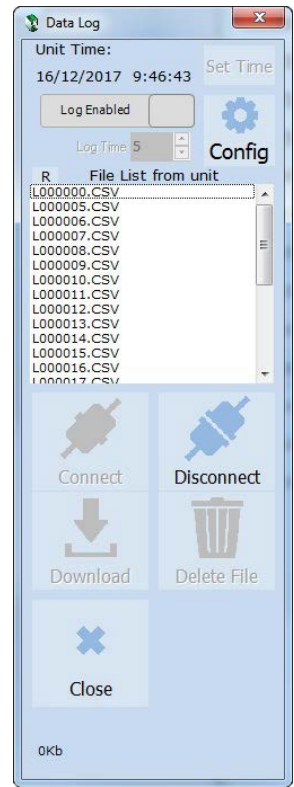 Data Log
Unit Time:
16/12/2017 9:46:43
Set Time
Log Enabled
Log Time 5
Config
R File List from unit
L000000.CSV
L000005.CSV
L000006.CSV
L000007.CSV
L000008.CSV
L000009.CSV
L000010.CSV
L000011.CSV
L000012.CSV
L000013.CSV
L000014.CSV
L000015.CSV
L000016.CSV
L000017.CSV
Connect
Disconnect
Download
Delete File
Close
0Kb